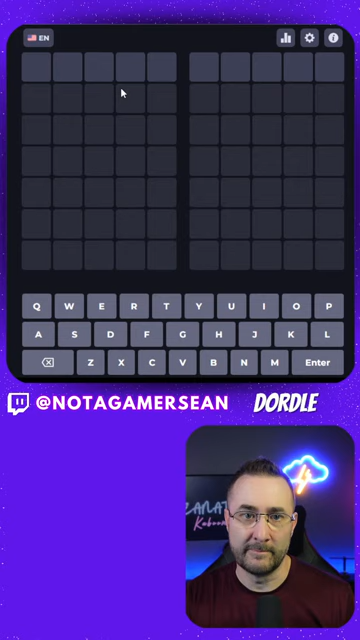 EN
Q W E R T Y U I O P
A S D F G H J K L
Z X C V B N M Enter
@NOTAGAMERSEAN DORDLE